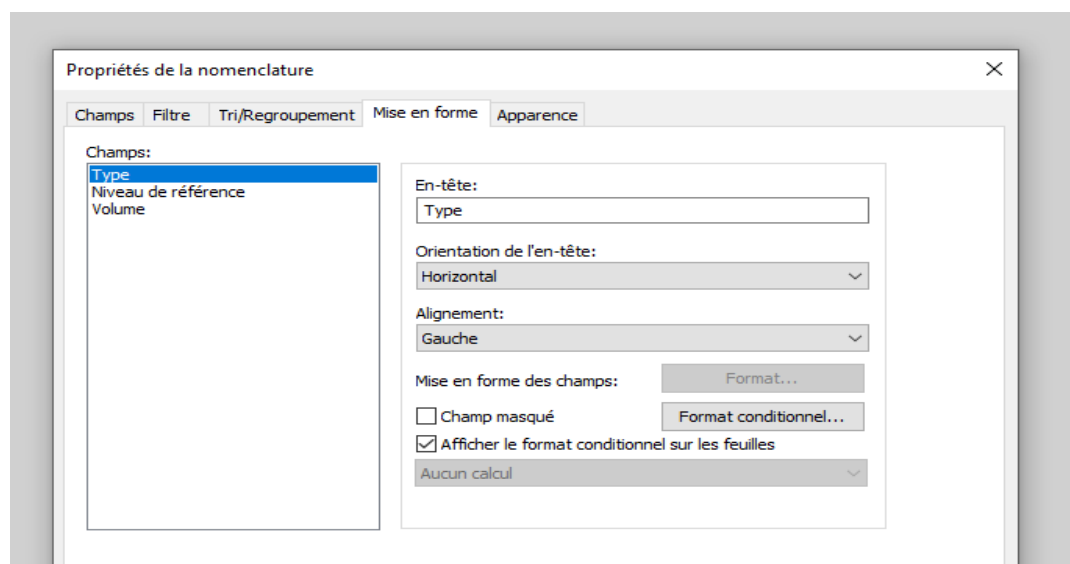 Propriétés de la nomenclature
Champs Filtre Tri/Regroupement Mise en forme Apparence
Champs:
Type
Niveau de référence
Volume
En-tête:
Type
Orientation de l'en-tête:
Horizontal
Alignement:
Gauche
Mise en forme des champs: Format...
Champ masqué Format conditionnel...
Afficher le format conditionnel sur les feuilles
Aucun calcul